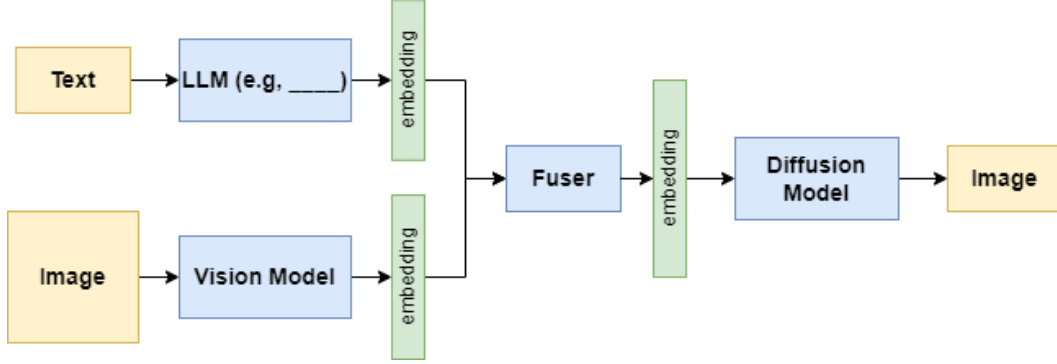 Text
LLM (e.g, ____)
embedding
Image
Vision Model
embedding
Fuser
embedding
Diffusion
Model
Image